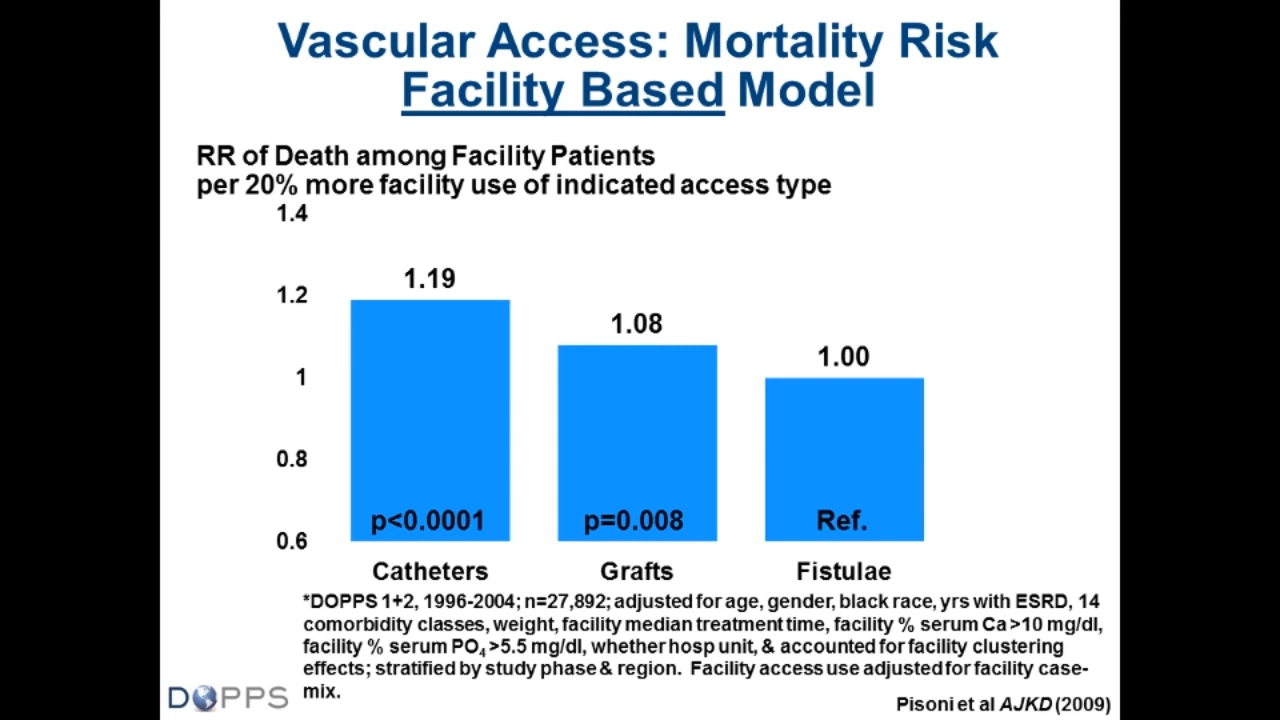 Vascular Access: Mortality Risk
Facility Based Model
RR of Death among Facility Patients
per 20% more facility use of indicated access type
1.4
1.2
1
0.8
0.6
1.19
1.08
1.00
p<0.0001
p=0.008
Ref.
Catheters
Grafts
Fistulae
*DOPPS 1+2, 1996-2004; n=27,892; adjusted for age, gender, black race, yrs with ESRD, 14
comorbidity classes, weight, facility median treatment time, facility % serum Ca >10 mg/dl,
facility % serum PO₄ >5.5 mg/dl, whether hosp unit, & accounted for facility clustering
effects; stratified by study phase & region. Facility access use adjusted for facility case-
mix.
DOPPS
Pisoni et al AJKD (2009)